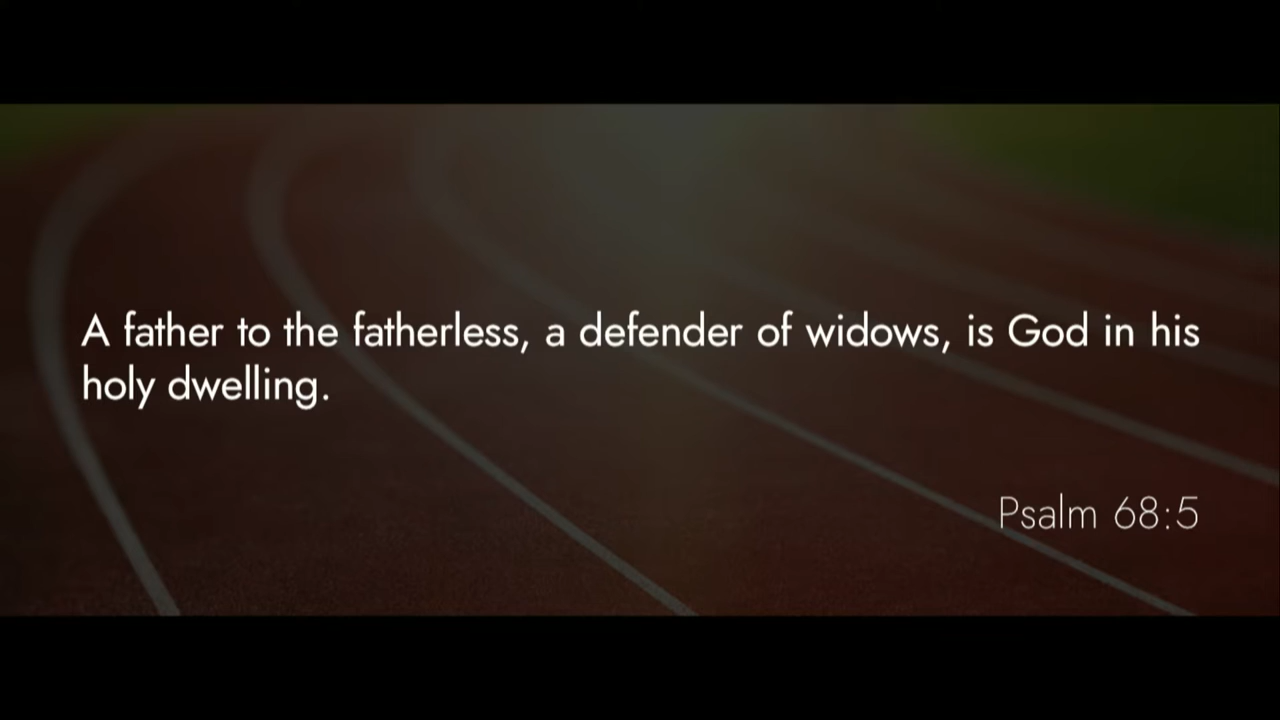 A father to the fatherless, a defender of widows, is God in his
holy dwelling.
Psalm 68:5